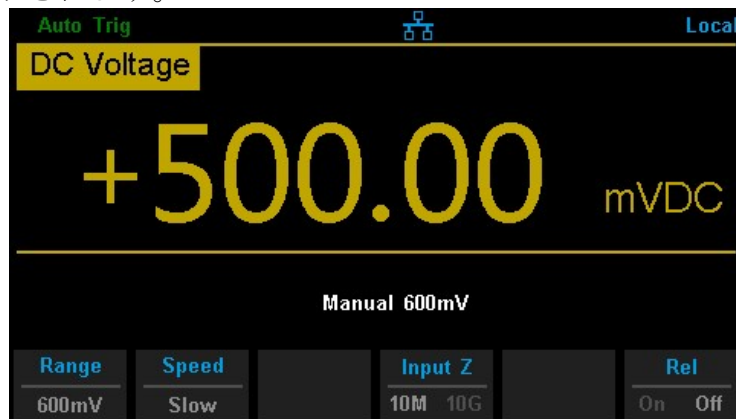 Auto Trig Local
DC Voltage
+500.00 mVDC
Manual 600mV
Range Speed Input Z Rel
600mV Slow 10M 10G On Off